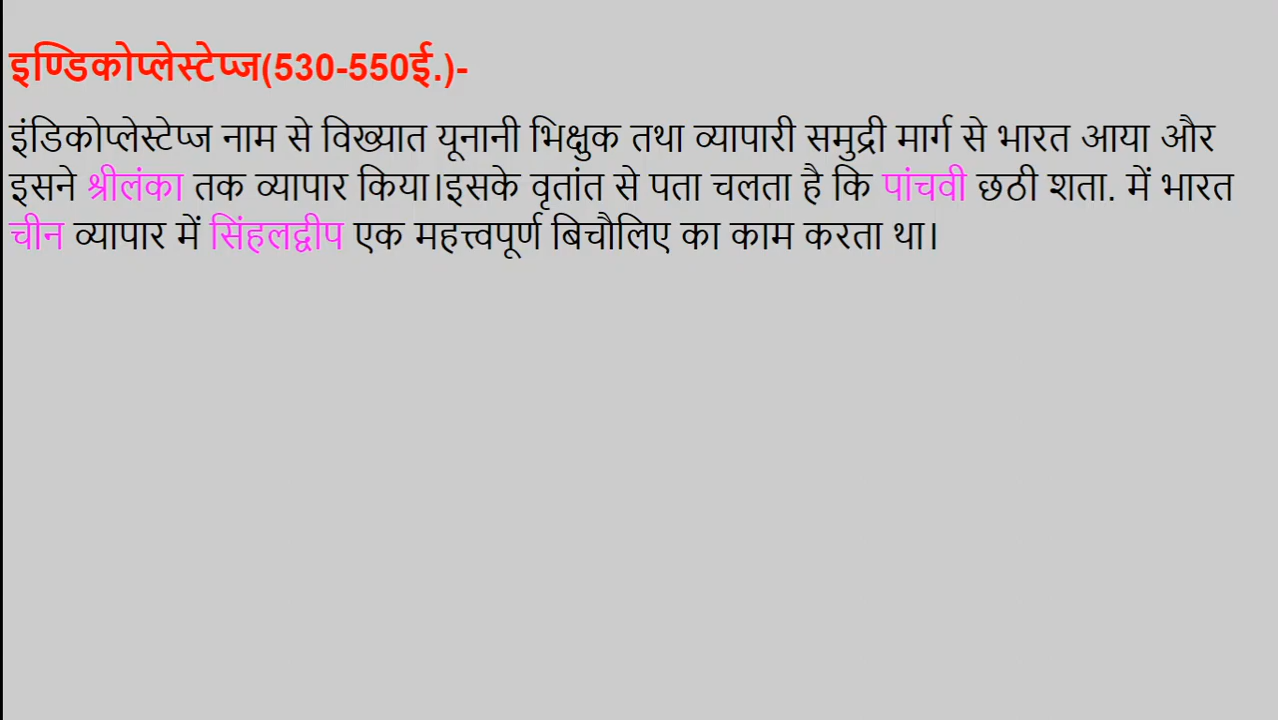 इण्डिकोप्लेस्टेप्ज(530-550ई.)-
इंडिकोप्लेस्टेप्ज नाम से विख्यात यूनानी भिक्षुक तथा व्यापारी समुद्री मार्ग से भारत आया और
इसने श्रीलंका तक व्यापार किया।इसके वृतांत से पता चलता है कि पांचवी छठी शता. में भारत
चीन व्यापार में सिंहलद्वीप एक महत्त्वपूर्ण बिचौलिए का काम करता था।